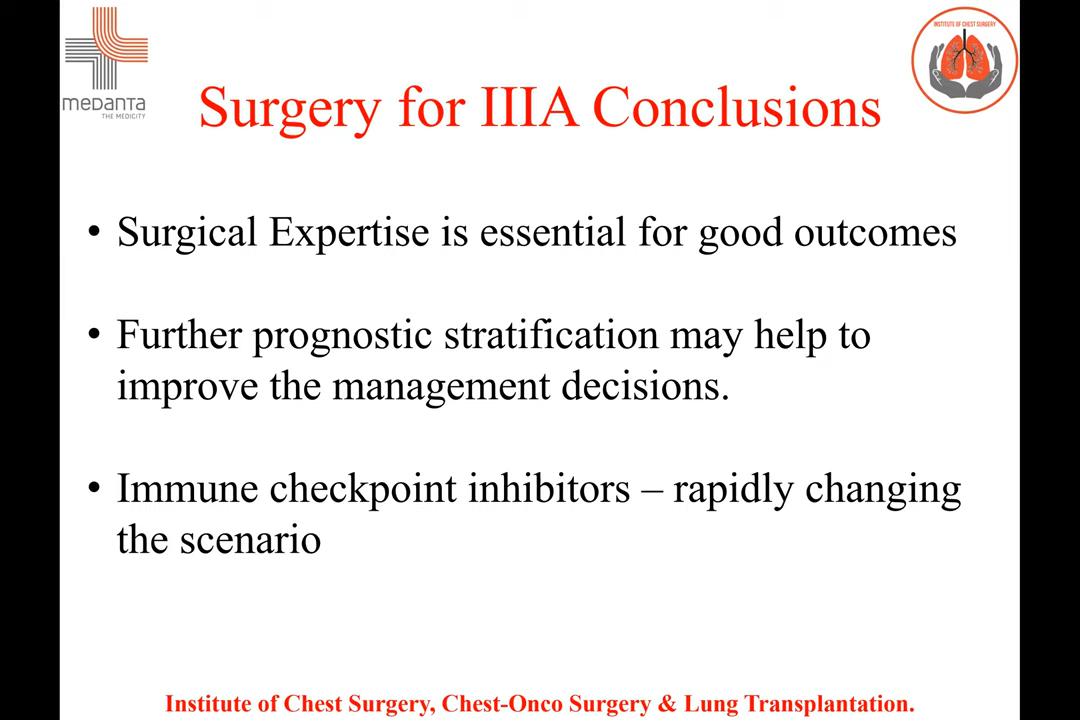 medanta
THE MEDICITY
INSTITUTE OF CHEST SURGERY
Surgery for IIIA Conclusions
• Surgical Expertise is essential for good outcomes
• Further prognostic stratification may help to
improve the management decisions.
• Immune checkpoint inhibitors – rapidly changing
the scenario
Institute of Chest Surgery, Chest-Onco Surgery & Lung Transplantation.